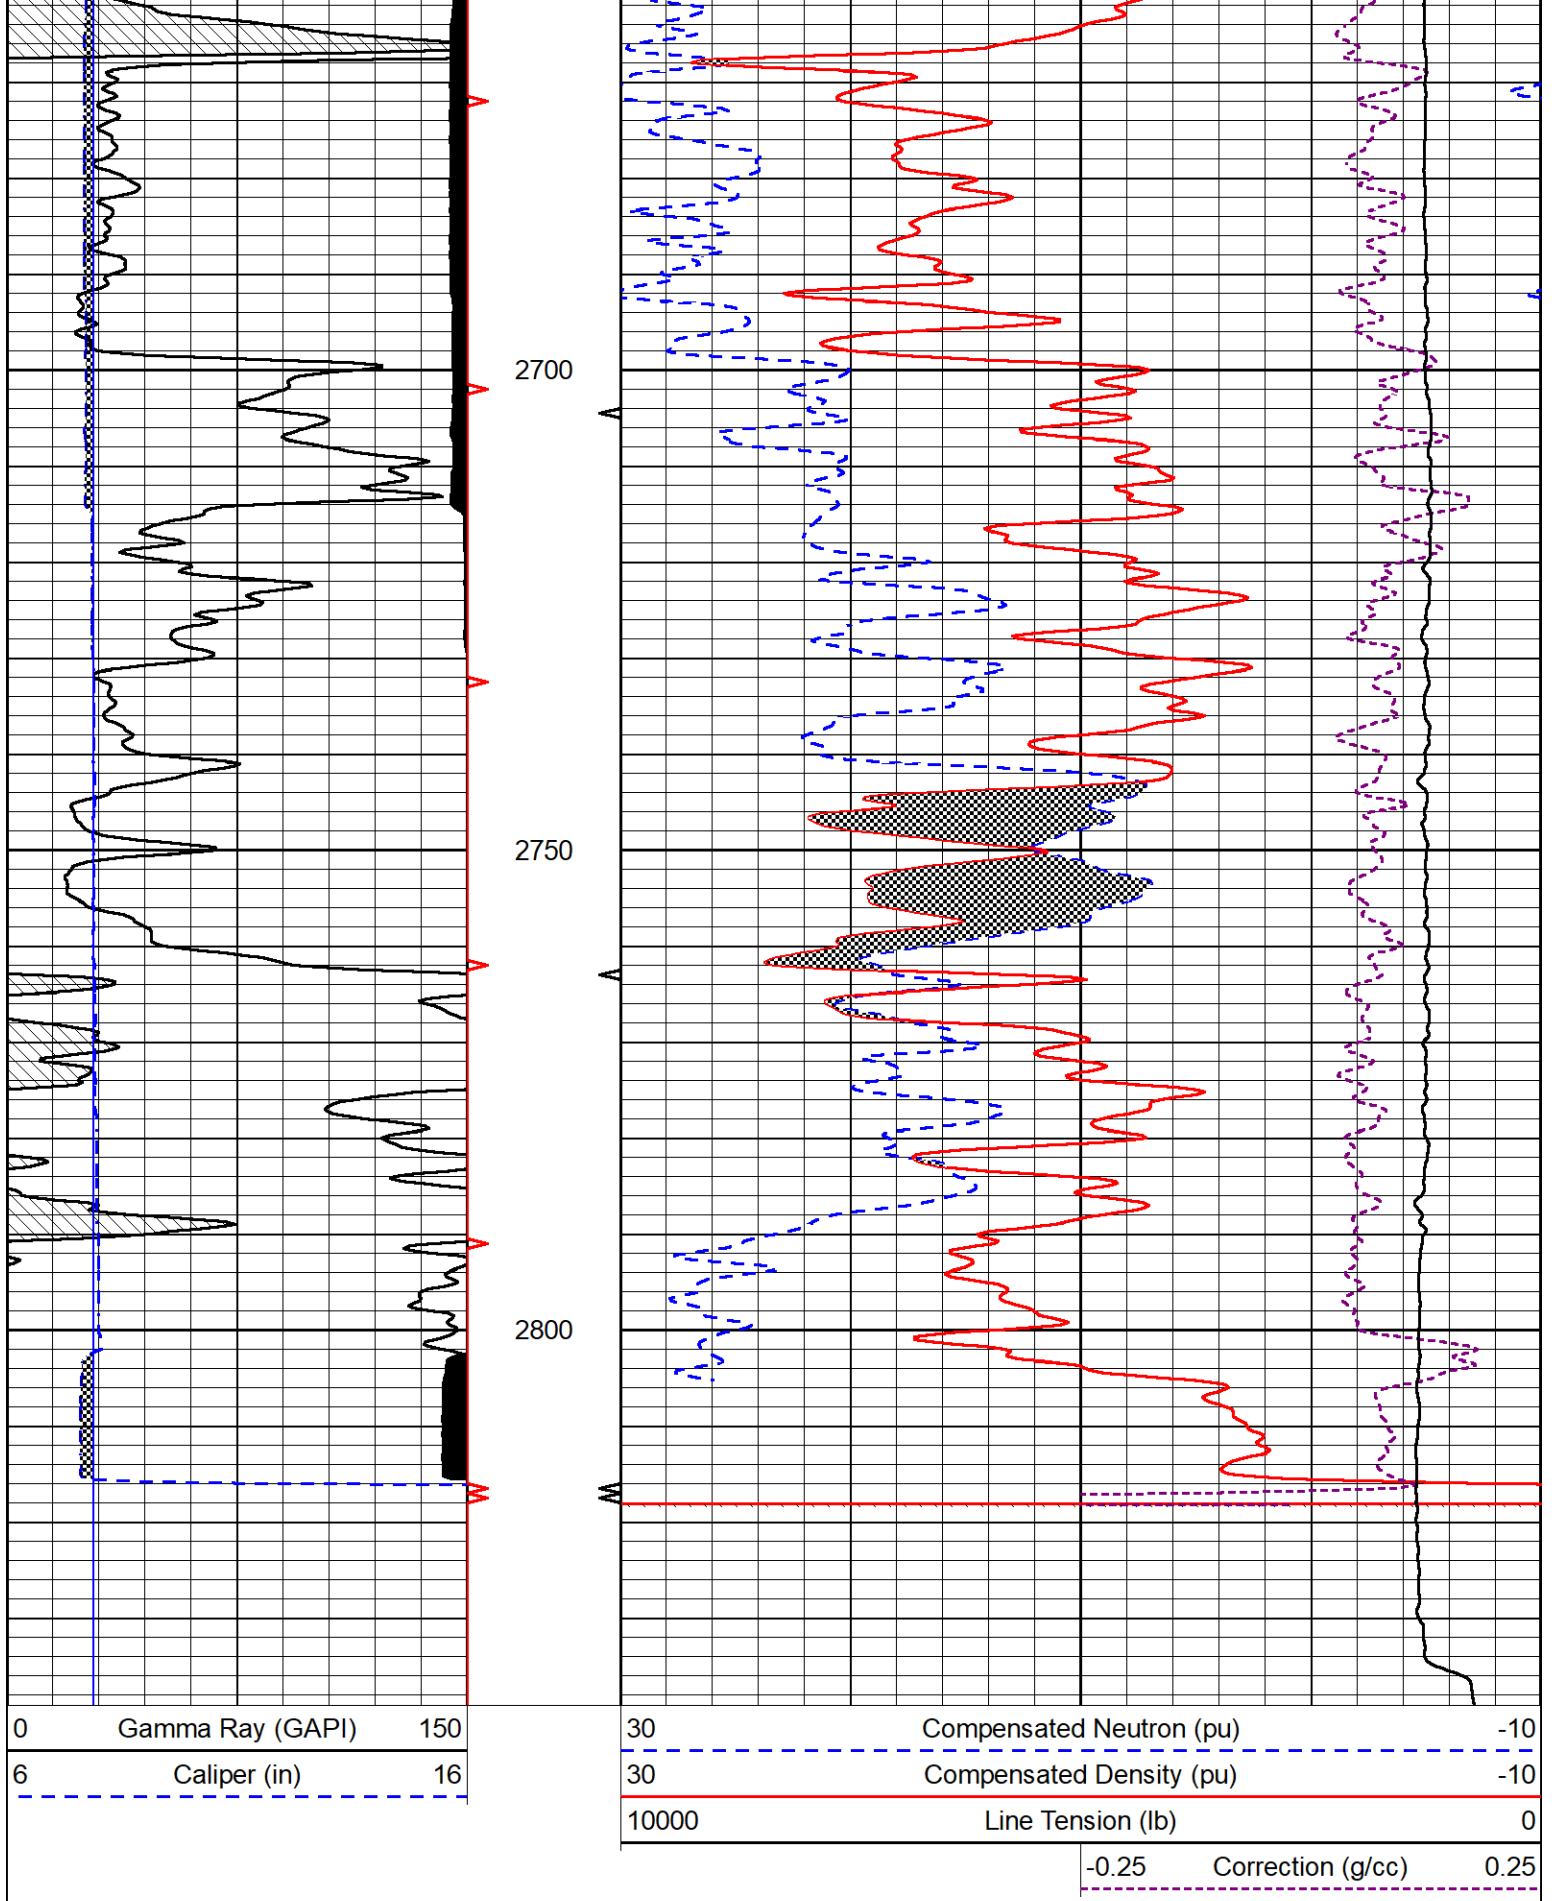 2700
2750
2800
0 Gamma Ray (GAPI) 150
6 Caliper (in) 16
30 Compensated Neutron (pu) -10
30 Compensated Density (pu) -10
10000 Line Tension (lb) 0
-0.25 Correction (g/cc) 0.25